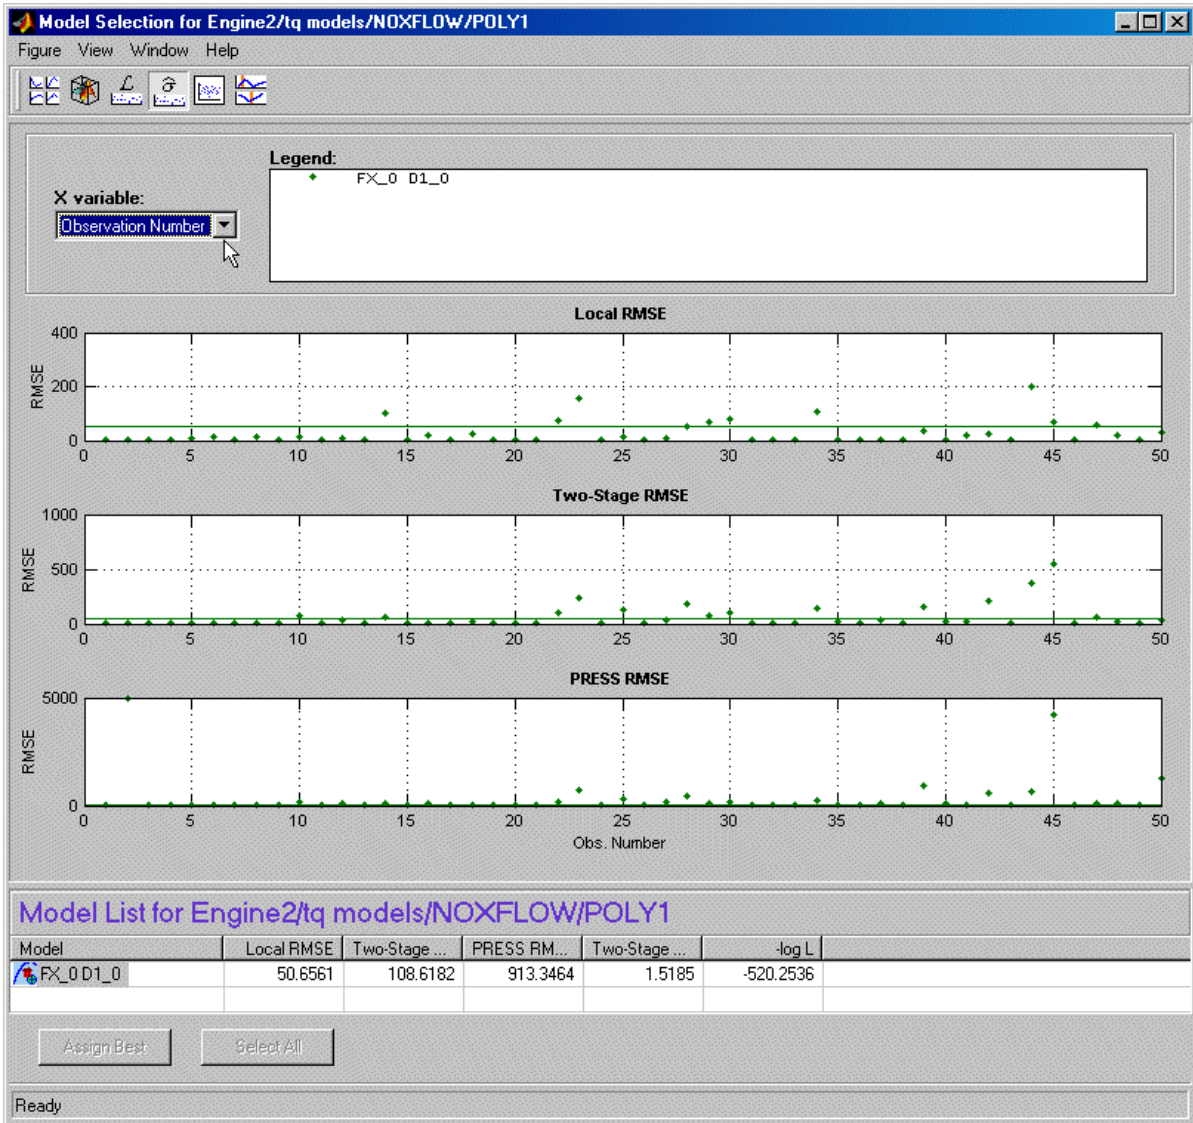 Model Selection for Engine2/tq models/NOXFLOW/POLY1
Figure View Window Help
Legend:
FX_0 D1_0
X variable:
Observation Number
Local RMSE
400
200
0
RMSE
0 5 10 15 20 25 30 35 40 45 50
Two-Stage RMSE
1000
500
0
RMSE
0 5 10 15 20 25 30 35 40 45 50
PRESS RMSE
5000
0
RMSE
0 5 10 15 20 25 30 35 40 45 50
Obs. Number
Model List for Engine2/tq models/NOXFLOW/POLY1
Model Local RMSE Two-Stage ... PRESS RM... Two-Stage ... -log L
FX_0 D1_0 50.6561 108.6182 913.3464 1.5185 -520.2536
Assign Best Select All
Ready